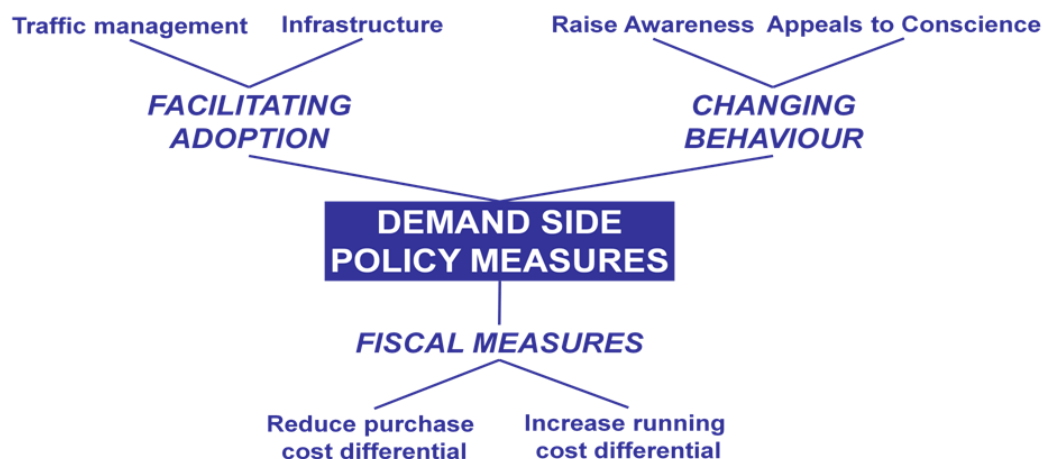 Traffic management Infrastructure Raise Awareness Appeals to Conscience
FACILITATING
ADOPTION
CHANGING
BEHAVIOUR
DEMAND SIDE
POLICY MEASURES
FISCAL MEASURES
Reduce purchase
cost differential
Increase running
cost differential